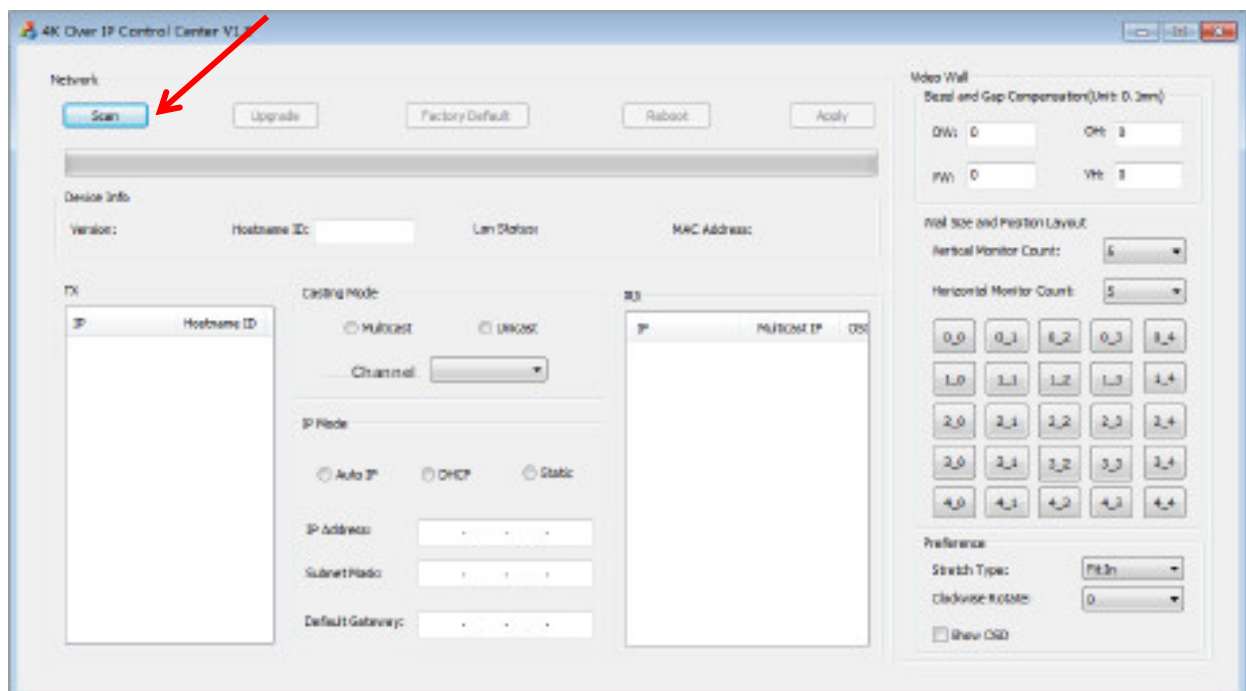 4K Over IP Control Center
Network
Scan Upgrade Factory Default Reboot Apply
Device Info
Version: Hostname ID: Lan Status: MAC Address:
TX
IP Hostname ID
Casting Mode
Multicast Unicast
Channel
IP Mode
Auto IP DHCP Static
IP Address:
Subnet Mask:
Default Gateway:
IP Multicast IP OSD
Video Wall
Bezel and Gap Compensation(Unit: 0.1mm)
OW: 0 OH:
VW: 0 VH:
Wall Size and Position Layout
Vertical Monitor Count:
Horizontal Monitor Count: 5
0_0 0_1 0_2 0_3 0_4
1_0 1_1 1_2 1_3 1_4
2_0 2_1 2_2 2_3 2_4
3_0 3_1 3_2 3_3 3_4
4_0 4_1 4_2 4_3 4_4
Preference
Stretch Type: Fit In
Clockwise Rotate: 0
Show OSD